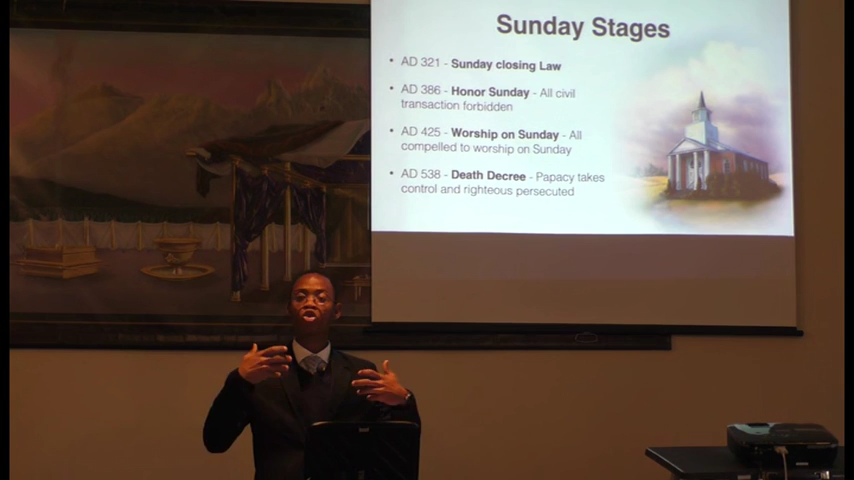 Sunday Stages
• AD 321 - Sunday closing Law
• AD 386 - Honor Sunday - All civil
transaction forbidden
• AD 425 - Worship on Sunday - All
compelled to worship on Sunday
• AD 538 - Death Decree - Papacy takes
control and righteous persecuted